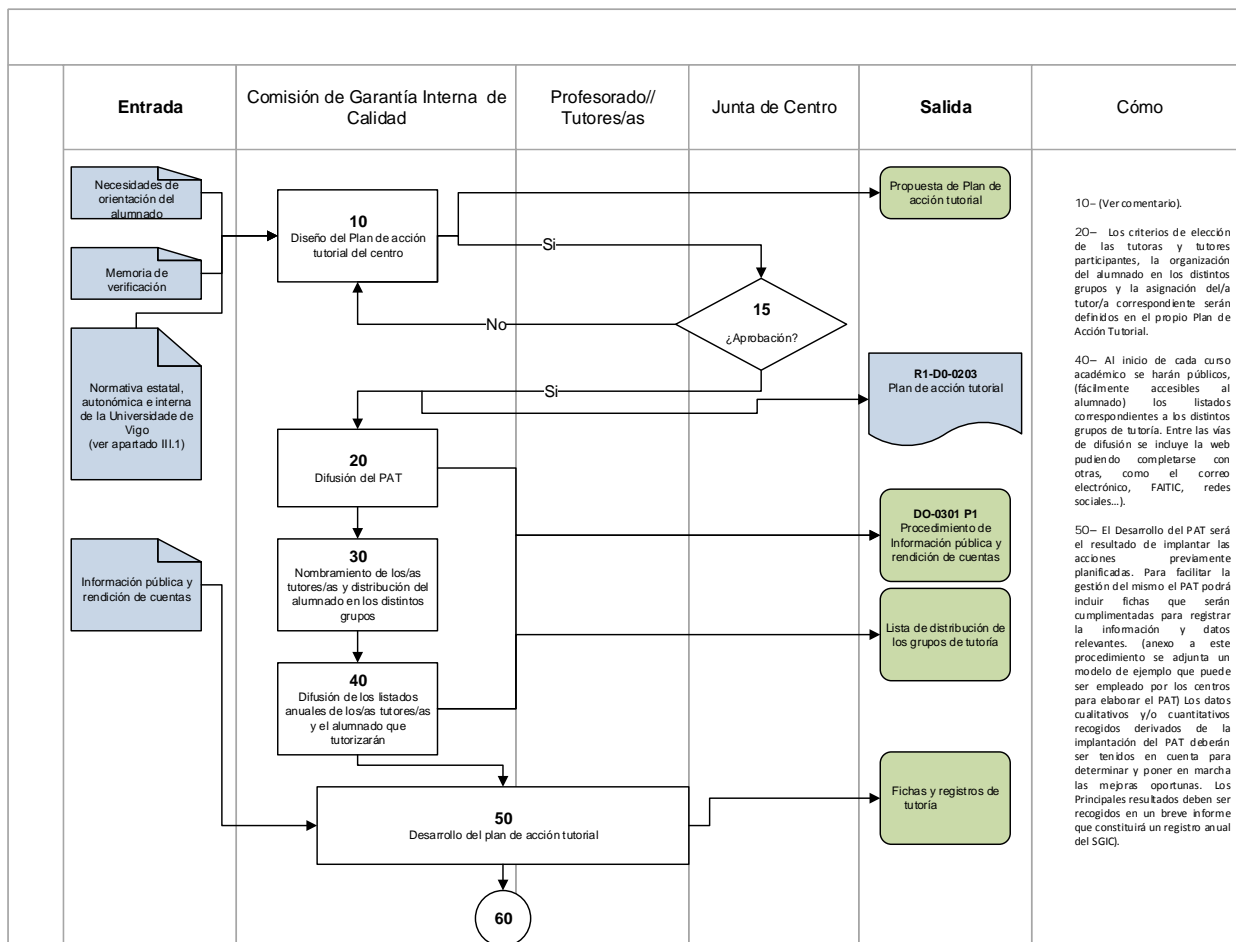 Entrada
Comisión de Garantía Interna de
Calidad
Profesorado//
Tutores/as
Junta de Centro
Salida
Cómo
Necesidades de
orientación del
alumnado
Memoria de
verificación
Normativa estatal,
autonómica e interna
de la Universidade de
Vigo
(ver apartado III.1)
Información pública y
rendición de cuentas
10
Diseño del Plan de acción
tutorial del centro
Si
No
15
¿Aprobación?
Si
20
Difusión del PAT
30
Nombramiento de los/as
tutores/as y distribución del
alumnado en los distintos
grupos
40
Difusión de los listados
anuales de los/as tutores/as
y el alumnado que
tutorizarán
50
Desarrollo del plan de acción tutorial
60
Propuesta de Plan de
acción tutorial
R1-D0-0203
Plan de acción tutorial
DO-0301 P1
Procedimiento de
Información pública y
rendición de cuentas
Lista de distribución de
los grupos de tutoría
Fichas y registros de
tutoría
10– (Ver comentario).
20– Los criterios de elección
de las tutoras y tutores
participantes, la organización
del alumnado en los distintos
grupos y la asignación del/a
tutor/a correspondiente serán
definidos en el propio Plan de
Acción Tutorial.
40– Al inicio de cada curso
académico se harán públicos,
(fácilmente accesibles al
alumnado) los listados
correspondientes a los distintos
grupos de tutoría. Entre las vías
de difusión se incluye la web
pudiendo completarse con
otras, como el correo
electrónico, FAITIC, redes
sociales...).
50– El Desarrollo del PAT será
el resultado de implantar las
acciones previamente
planificadas. Para facilitar la
gestión del mismo el PAT podrá
incluir fichas que serán
cumplimentadas para registrar
la información y datos
relevantes. (anexo a este
procedimiento se adjunta un
modelo de ejemplo que puede
ser empleado por los centros
para elaborar el PAT) Los datos
cualitativos y/o cuantitativos
recogidos derivados de la
implantación del PAT deberán
ser tenidos en cuenta para
determinar y poner en marcha
las mejoras oportunas. Los
Principales resultados deben ser
recogidos en un breve informe
que constituirá un registro anual
del SGIC).